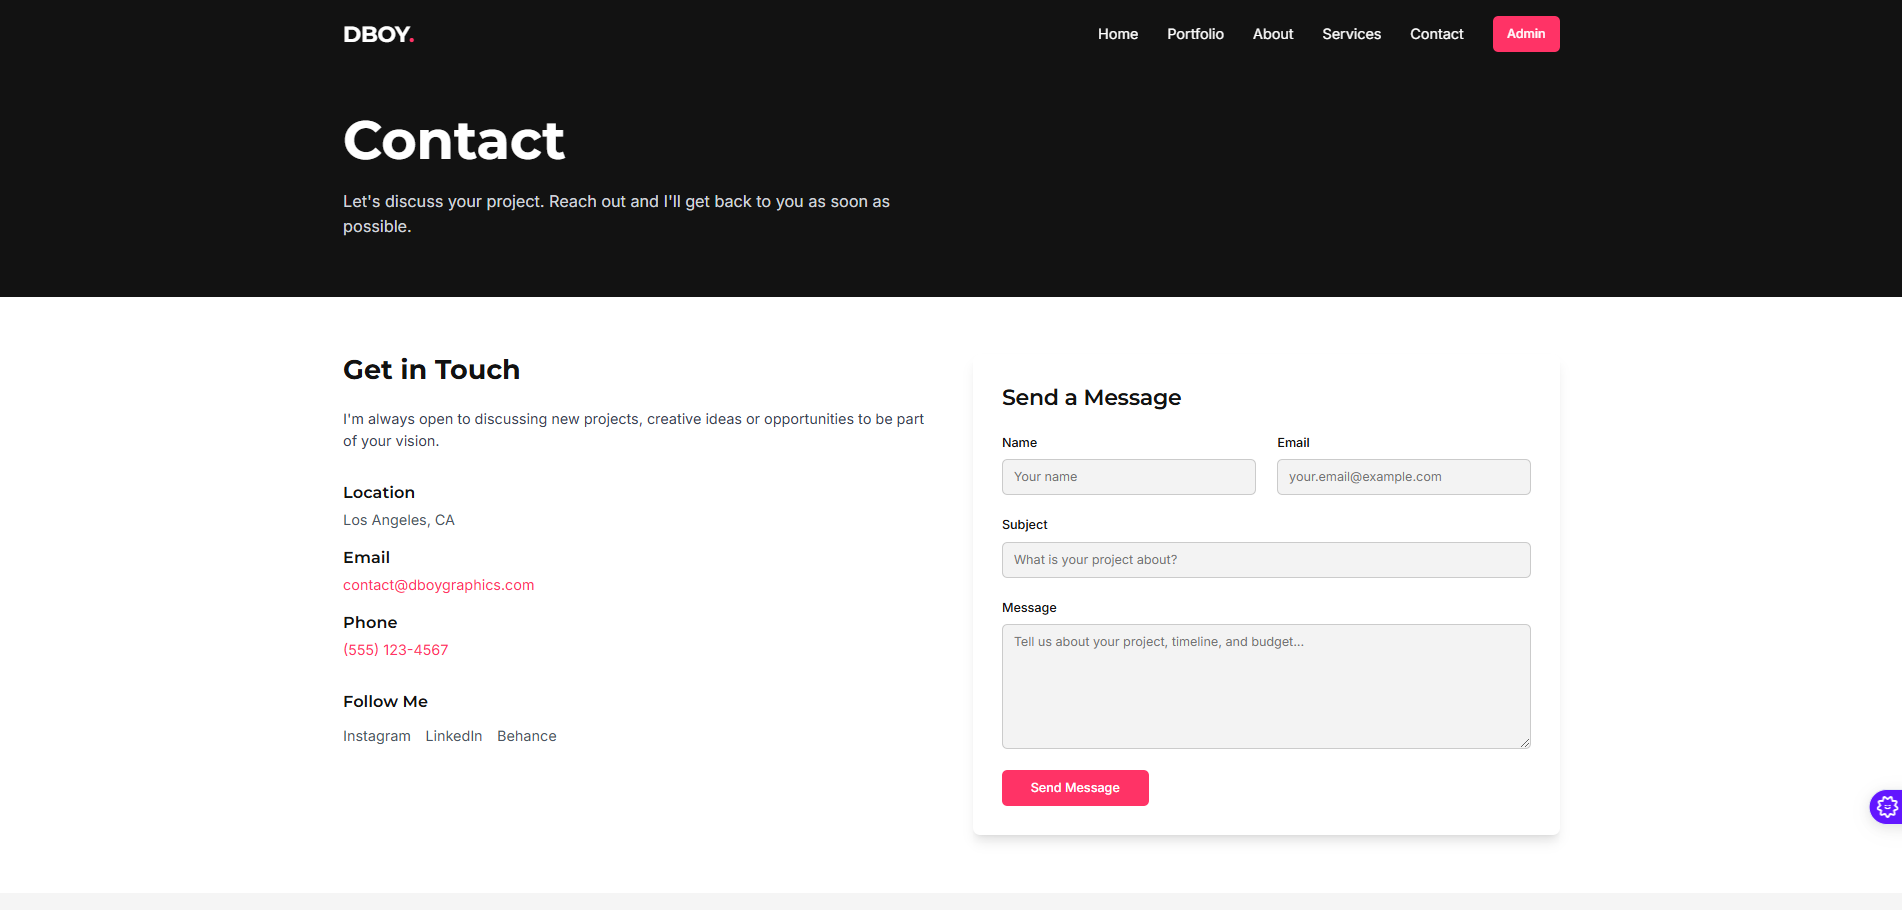 DBOY.
Home Portfolio About Services Contact Admin
Contact
Let's discuss your project. Reach out and I'll get back to you as soon as
possible.
Get in Touch
I'm always open to discussing new projects, creative ideas or opportunities to be part
of your vision.
Location
Los Angeles, CA
Email
contact@dboygraphics.com
Phone
(555) 123-4567
Follow Me
Instagram LinkedIn Behance
Send a Message
Name Email
Your name your.email@example.com
Subject
What is your project about?
Message
Tell us about your project, timeline, and budget...
Send Message